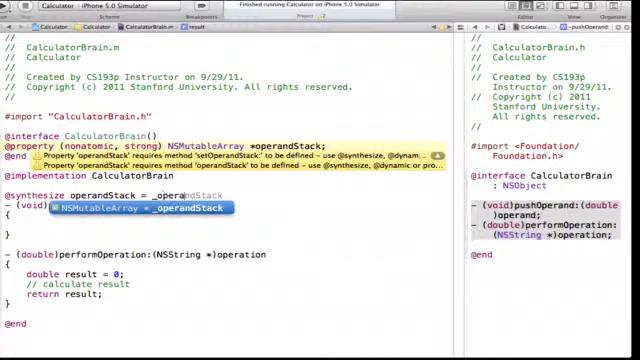 Calculator iPhone 5.0 Simulator
Finished running Calculator on iPhone 5.0 Simulator
Scheme
Breakpoints
Editor
View
Organizer
Calculator
CalculatorBrain.m
//
// CalculatorBrain.m
// Calculator
//
// Created by CS193p Instructor on 9/29/11.
// Copyright (c) 2011 Stanford University. All rights reserved.
//
#import "CalculatorBrain.h"
@interface CalculatorBrain()
@property (nonatomic, strong) NSMutableArray *operandStack;
@end
Property 'operandStack' requires method 'setOperandStack:' to be defined - use @synthesize, @dynamic...
Property 'operandStack' requires method 'operandStack' to be defined - use @synthesize, @dynamic or pro
@implementation CalculatorBrain
@synthesize operandStack = _operandStack
- (void)
NSMutableArray * _operandStack
{
}
- (double)performOperation:(NSString *)operation
{
double result = 0;
// calculate result
return result;
}
@end
//
// CalculatorBrain.h
// Calculator
//
// Created by CS193p
Instructor on 9/29/11.
// Copyright (c) 2011
Stanford University.
All rights reserved.
//
#import <Foundation/
Foundation.h>
@interface CalculatorBrain
: NSObject
- (void)pushOperand:(double
)operand;
- (double)performOperation:
(NSString *)operation;
@end